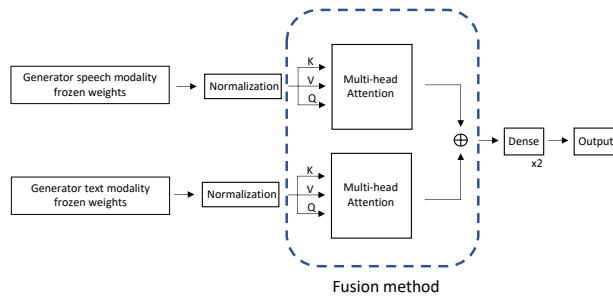 Generator speech modality
frozen weights
Normalization
K
V
Q
Multi-head
Attention
Generator text modality
frozen weights
Normalization
K
V
Q
Multi-head
Attention
Dense
x2
Output
Fusion method